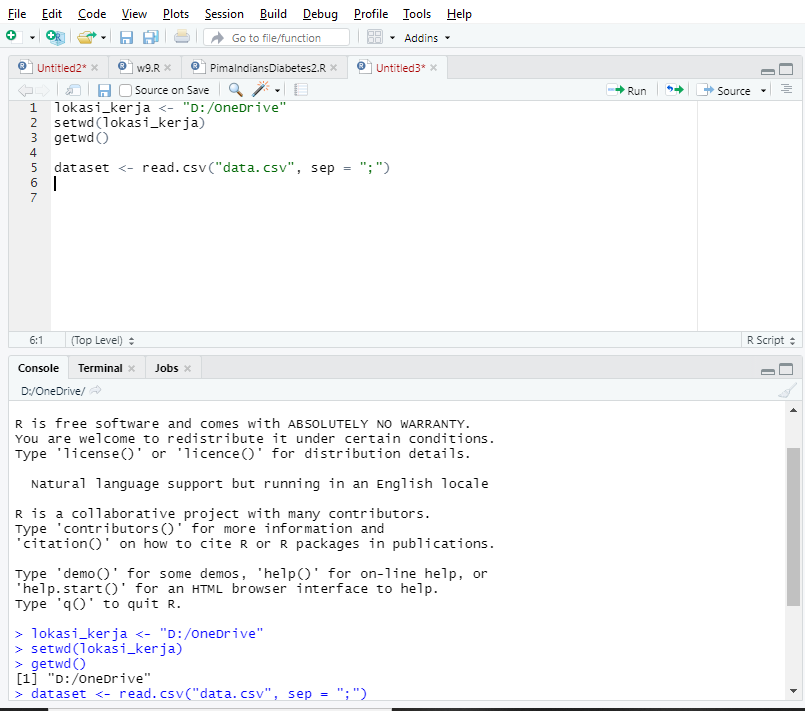 File Edit Code View Plots Session Build Debug Profile Tools Help
Go to file/function Addins
Untitled2* w9.R PimaIndiansDiabetes2.R Untitled3*
Source on Save Run Source
1 lokasi_kerja <- "D:/OneDrive"
2 setwd(lokasi_kerja)
3 getwd()
4
5 dataset <- read.csv("data.csv", sep = ";")
6
7
6:1 (Top Level) R Script
Console Terminal Jobs
D:/OneDrive/
R is free software and comes with ABSOLUTELY NO WARRANTY.
You are welcome to redistribute it under certain conditions.
Type 'license()' or 'licence()' for distribution details.
Natural language support but running in an English locale
R is a collaborative project with many contributors.
Type 'contributors()' for more information and
'citation()' on how to cite R or R packages in publications.
Type 'demo()' for some demos, 'help()' for on-line help, or
'help.start()' for an HTML browser interface to help.
Type 'q()' to quit R.
> lokasi_kerja <- "D:/OneDrive"
> setwd(lokasi_kerja)
> getwd()
[1] "D:/OneDrive"
> dataset <- read.csv("data.csv", sep = ";")